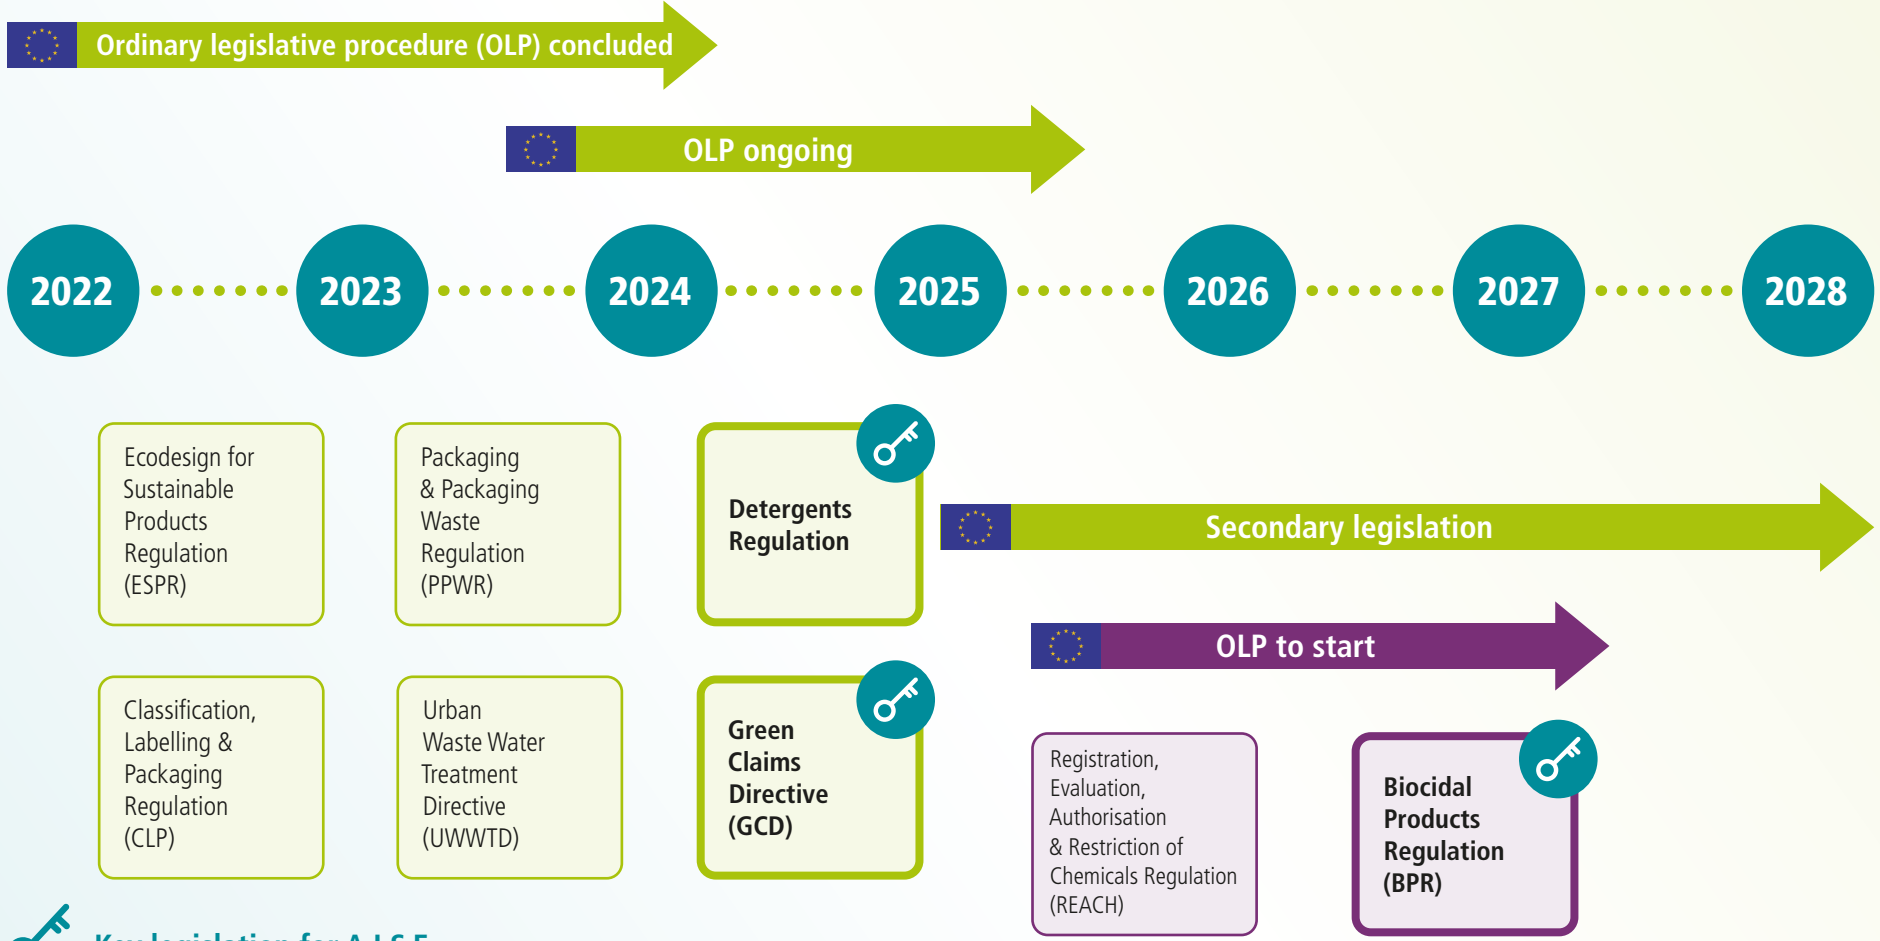 Ordinary legislative procedure (OLP) concluded
OLP ongoing
2022
2023
2024
2025
2026
2027
2028
Ecodesign for
Sustainable
Products
Regulation
(ESPR)
Packaging
& Packaging
Waste
Regulation
(PPWR)
Detergents
Regulation
Secondary legislation
OLP to start
Classification,
Labelling &
Packaging
Regulation
(CLP)
Urban
Waste Water
Treatment
Directive
(UWWTD)
Green
Claims
Directive
(GCD)
Registration,
Evaluation,
Authorisation
& Restriction of
Chemicals Regulation
(REACH)
Biocidal
Products
Regulation
(BPR)
Key legislation for A.I.S.E.